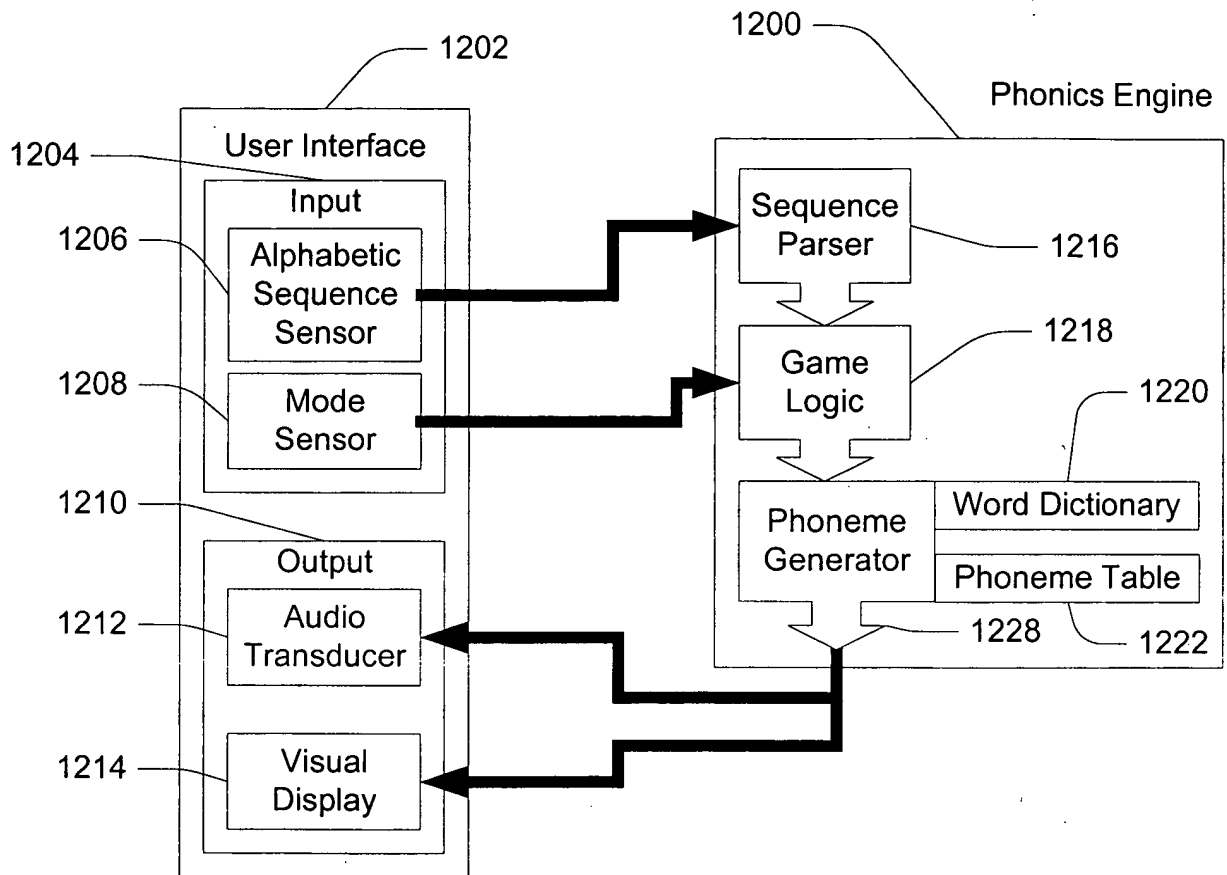 1200
1202
Phonics Engine
User Interface
1204
Input
Sequence
Parser
1206
Alphabetic
Sequence
Sensor
1216
1218
Game
Logic
1208
Mode
Sensor
1220
1210
Word Dictionary
Phoneme
Generator
Output
Phoneme Table
1212
Audio
Transducer
1228
1222
1214
Visual
Display